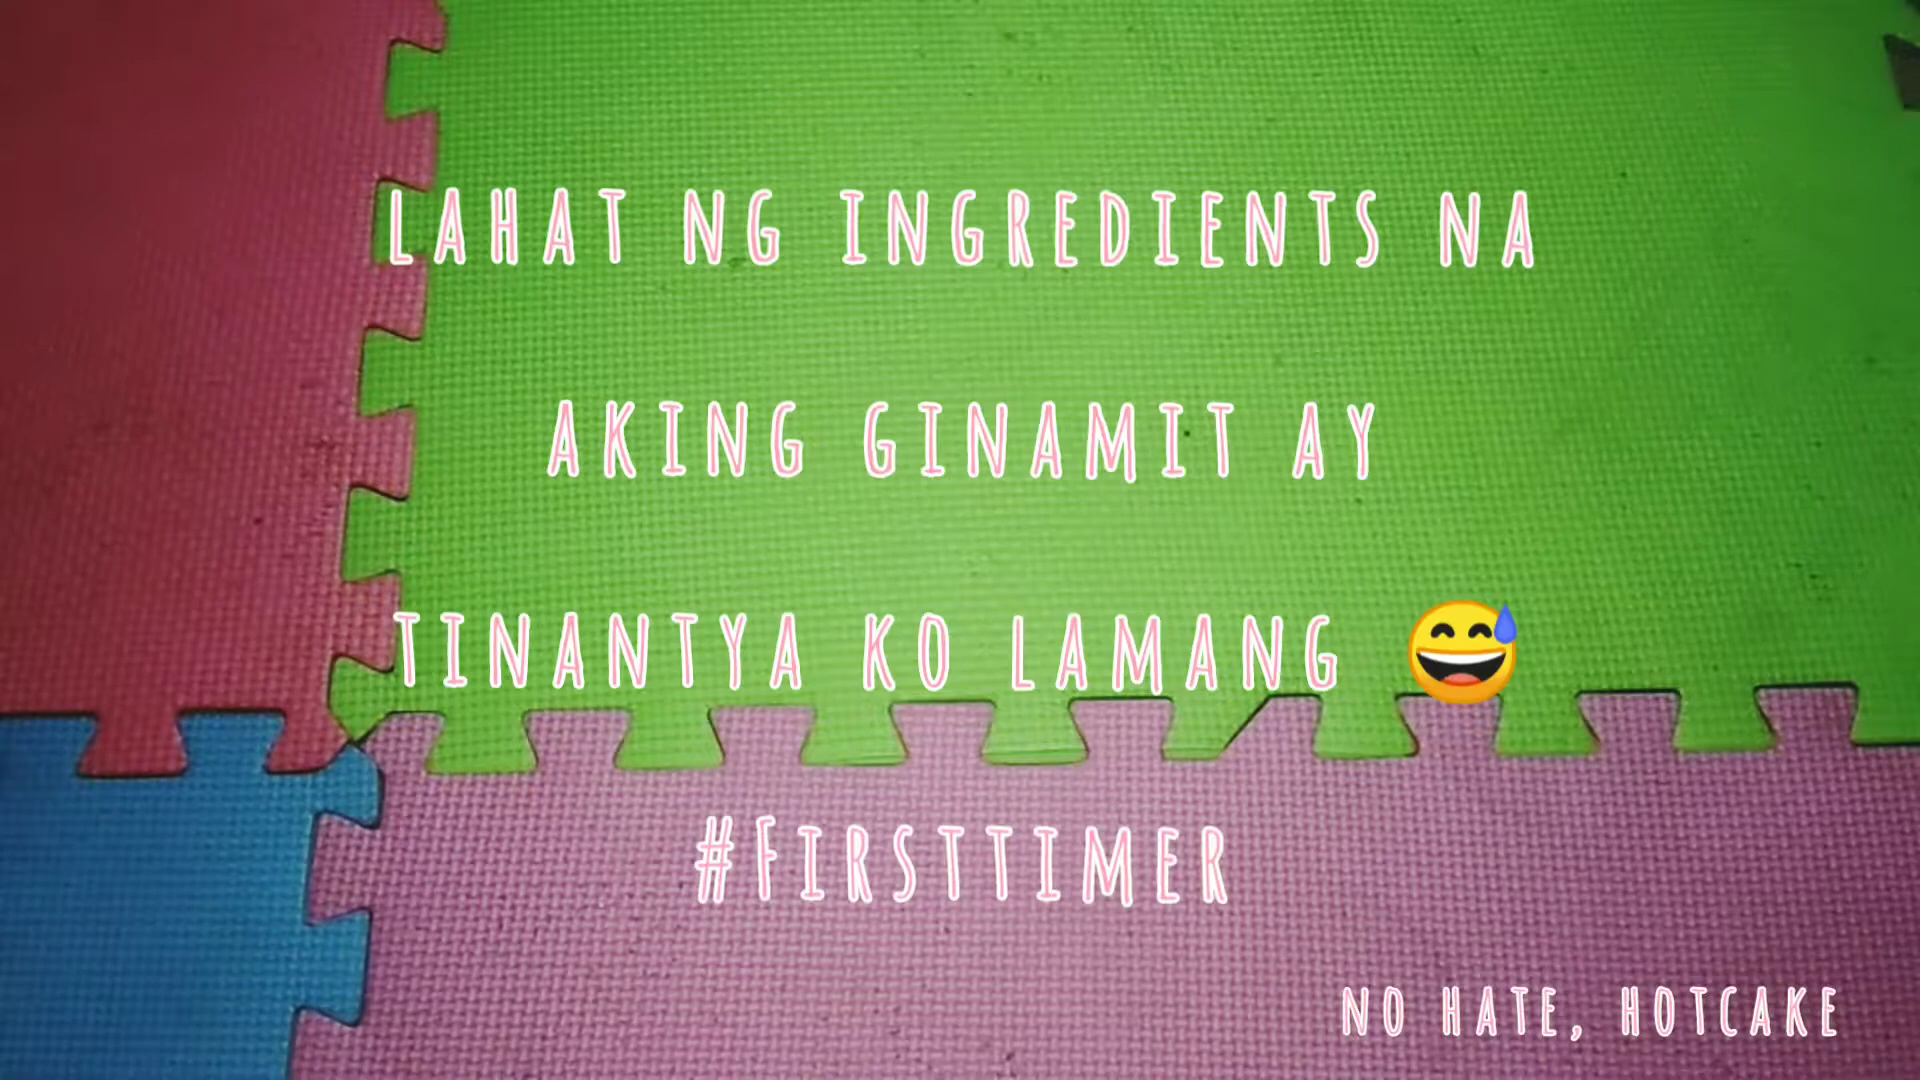 LAHAT NG INGREDIENTS NA
AKING GINAMIT AY
TINANTYA KO LAMANG 😅
#FIRSTTIMER
NO HATE, HOTCAKE